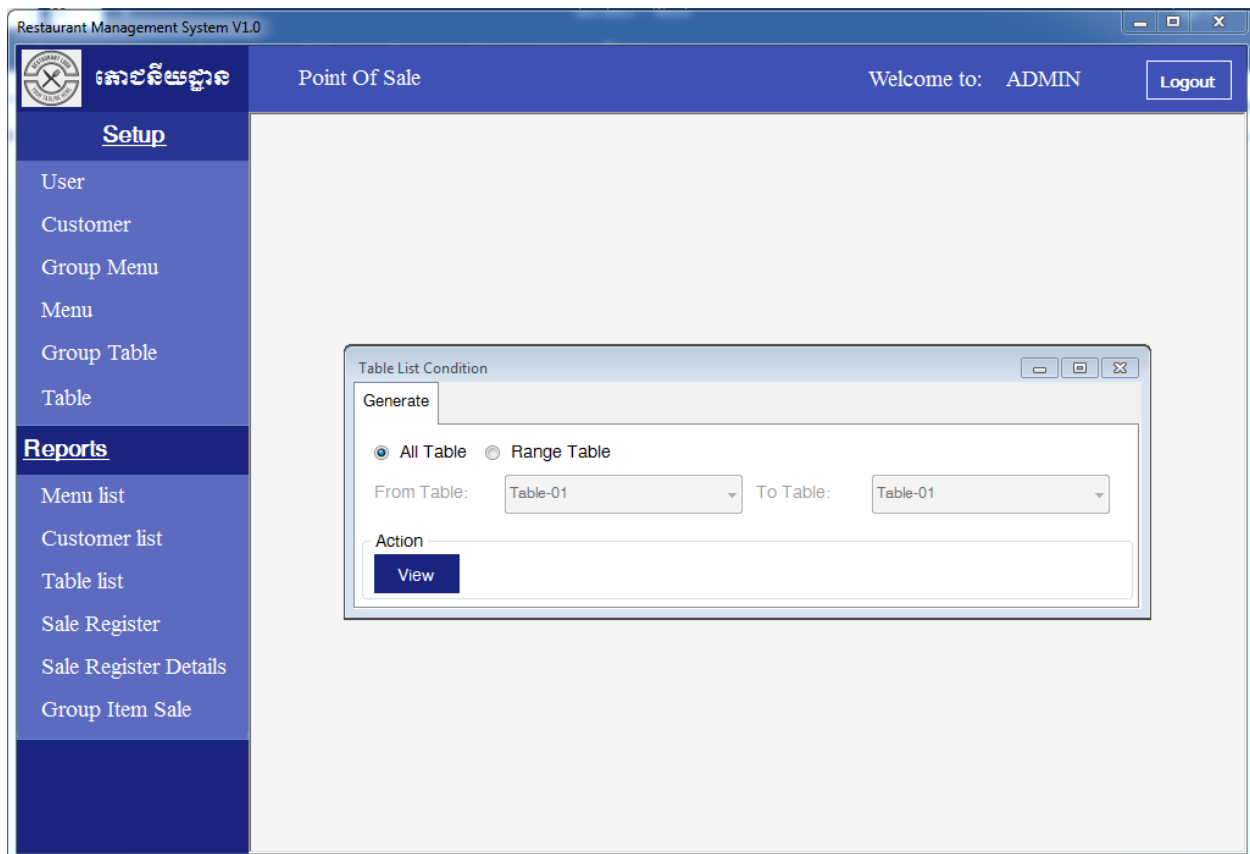 Restaurant Management System V1.0
ភោជនីយដ្ឋាន
Point Of Sale
Welcome to: ADMIN
Logout
Setup
User
Customer
Group Menu
Menu
Group Table
Table
Reports
Menu list
Customer list
Table list
Sale Register
Sale Register Details
Group Item Sale
Table List Condition
Generate
All Table Range Table
From Table: Table-01 To Table: Table-01
Action
View